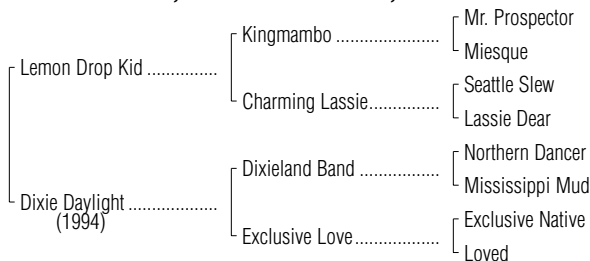 Mr. Prospector
Kingmambo ....................
Miesque
Lemon Drop Kid ..............
Seattle Slew
Charming Lassie..............
Lassie Dear
Northern Dancer
Dixieland Band ................
Mississippi Mud
Dixie Daylight ..................
(1994)
Exclusive Native
Exclusive Love.................
Loved